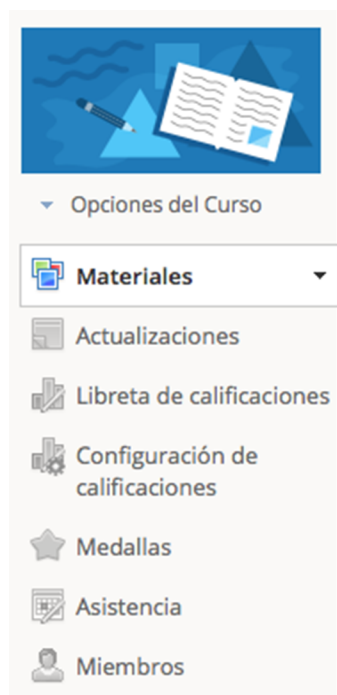 Opciones del Curso
Materiales
Actualizaciones
Libreta de calificaciones
Configuración de
calificaciones
Medallas
Asistencia
Miembros